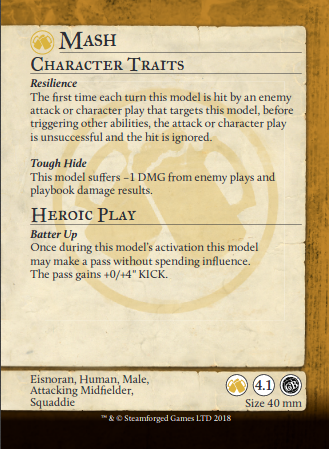 Mash
Character Traits
Resilience
The first time each turn this model is hit by an enemy
attack or character play that targets this model, before
triggering other abilities, the attack or character play
is unsuccessful and the hit is ignored.
Tough Hide
This model suffers −1 DMG from enemy plays and
playbook damage results.
Heroic Play
Batter Up
Once during this model's activation this model
may make a pass without spending influence.
The pass gains +0/+4" KICK.
Eisnoran, Human, Male,
Attacking Midfielder,
Squaddie
4.1
Size 40 mm
™ & © Steamforged Games LTD 2018